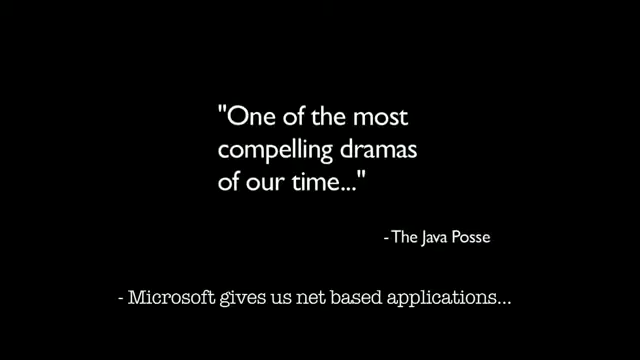 "One of the most
compelling dramas
of our time..."
- The Java Posse
- Microsoft gives us net based applications...